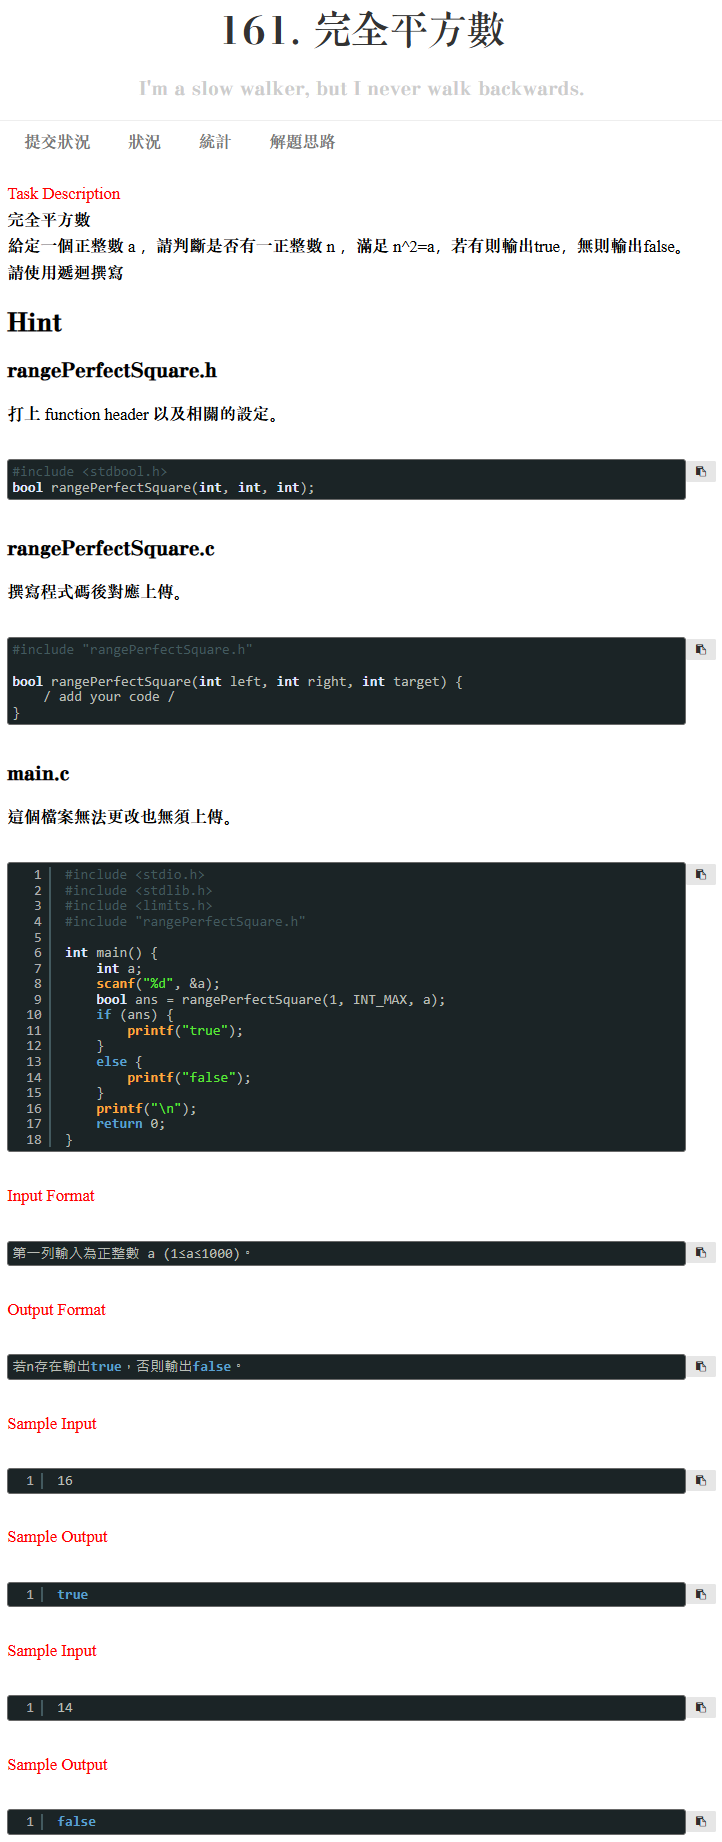 161. 完全平方數
I'm a slow walker, but I never walk backwards.
提交狀況 狀況 統計 解題思路
Task Description
完全平方數
給定一個正整數 a ，請判斷是否有一正整數 n ，滿足 n^2=a，若有則輸出true，無則輸出false。
請使用遞迴撰寫
Hint
rangePerfectSquare.h
打上 function header 以及相關的設定。
#include <stdbool.h>
bool rangePerfectSquare(int, int, int);
rangePerfectSquare.c
撰寫程式碼後對應上傳。
#include "rangePerfectSquare.h"
bool rangePerfectSquare(int left, int right, int target) {
    / add your code /
}
main.c
這個檔案無法更改也無須上傳。
1 #include <stdio.h>
2 #include <stdlib.h>
3 #include <limits.h>
4 #include "rangePerfectSquare.h"
5
6 int main() {
7     int a;
8     scanf("%d", &a);
9     bool ans = rangePerfectSquare(1, INT_MAX, a);
10     if (ans) {
11         printf("true");
12     }
13     else {
14         printf("false");
15     }
16     printf("\n");
17     return 0;
18 }
Input Format
第一列輸入為正整數 a (1≤a≤1000)。
Output Format
若n存在輸出true，否則輸出false。
Sample Input
1 16
Sample Output
1 true
Sample Input
1 14
Sample Output
1 false